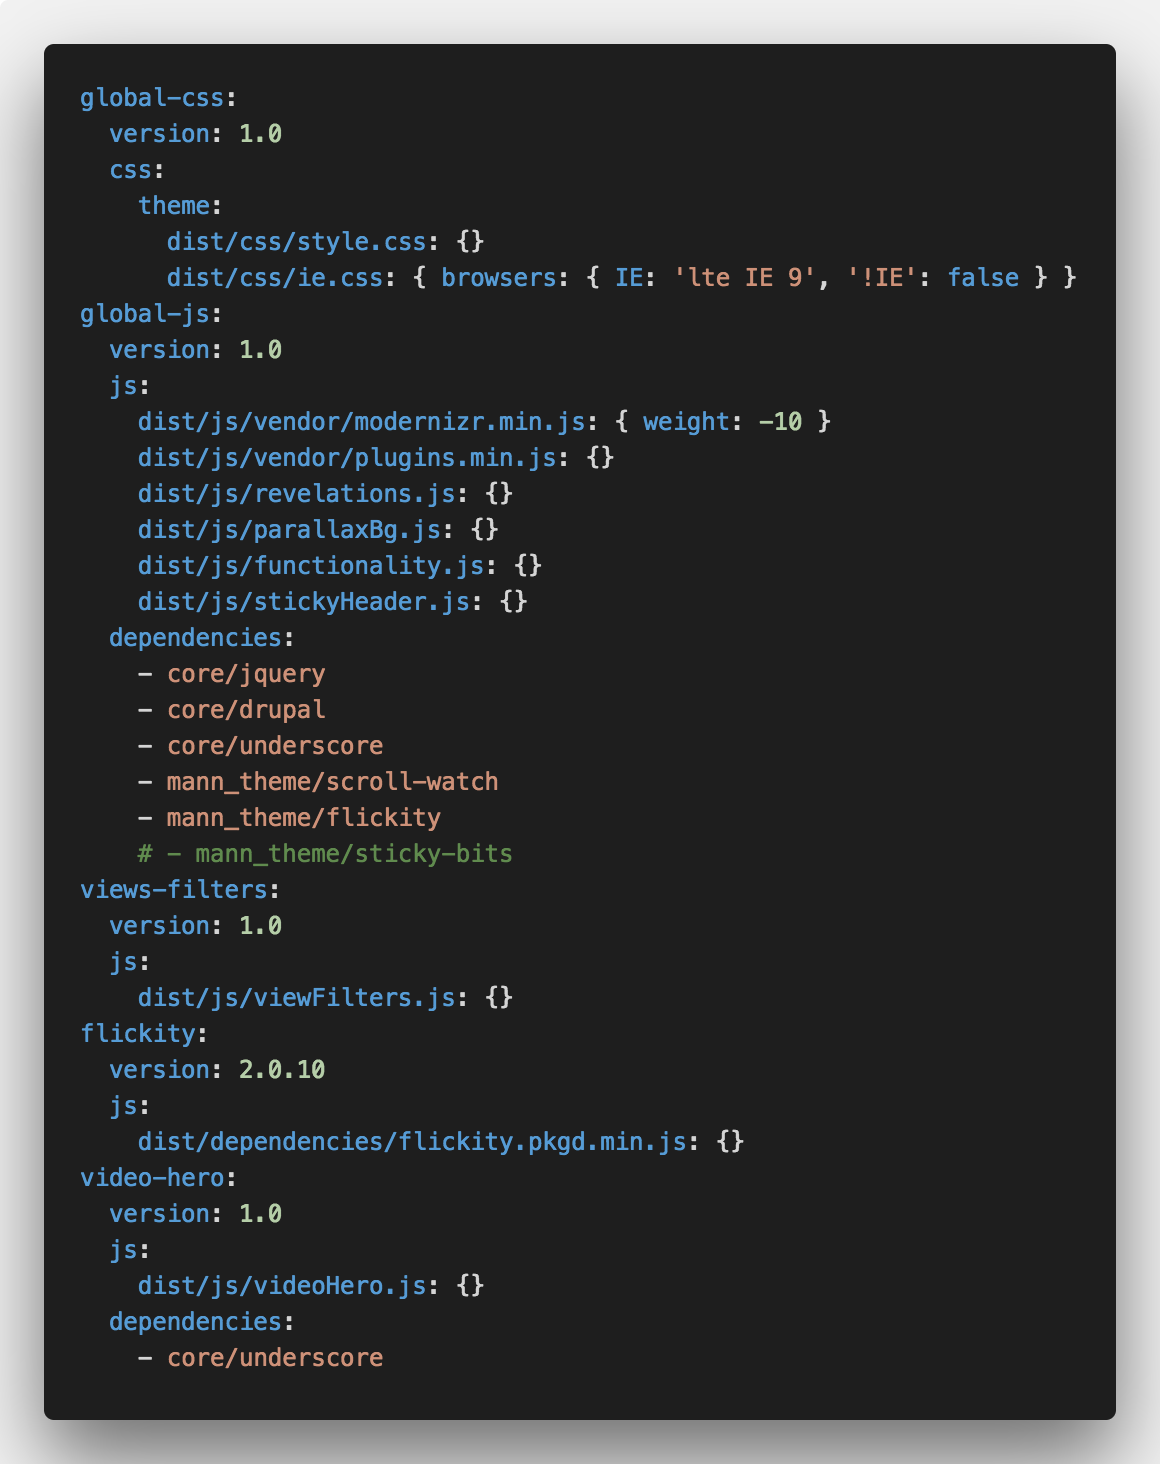 global-css:
  version: 1.0
  css:
    theme:
      dist/css/style.css: {}
      dist/css/ie.css: { browsers: { IE: 'lte IE 9', '!IE': false } }
global-js:
  version: 1.0
  js:
    dist/js/vendor/modernizr.min.js: { weight: -10 }
    dist/js/vendor/plugins.min.js: {}
    dist/js/revelations.js: {}
    dist/js/parallaxBg.js: {}
    dist/js/functionality.js: {}
    dist/js/stickyHeader.js: {}
  dependencies:
    - core/jquery
    - core/drupal
    - core/underscore
    - mann_theme/scroll-watch
    - mann_theme/flickity
    # - mann_theme/sticky-bits
views-filters:
  version: 1.0
  js:
    dist/js/viewFilters.js: {}
flickity:
  version: 2.0.10
  js:
    dist/dependencies/flickity.pkgd.min.js: {}
video-hero:
  version: 1.0
  js:
    dist/js/videoHero.js: {}
  dependencies:
    - core/underscore